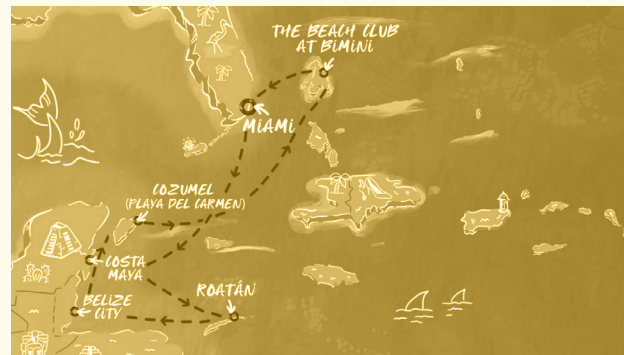 THE BEACH CLUB
AT BIMINI
MIAMI
COZUMEL
(PLAYA DEL CARMEN)
COSTA
MAYA
BELIZE
CITY
ROATÁN